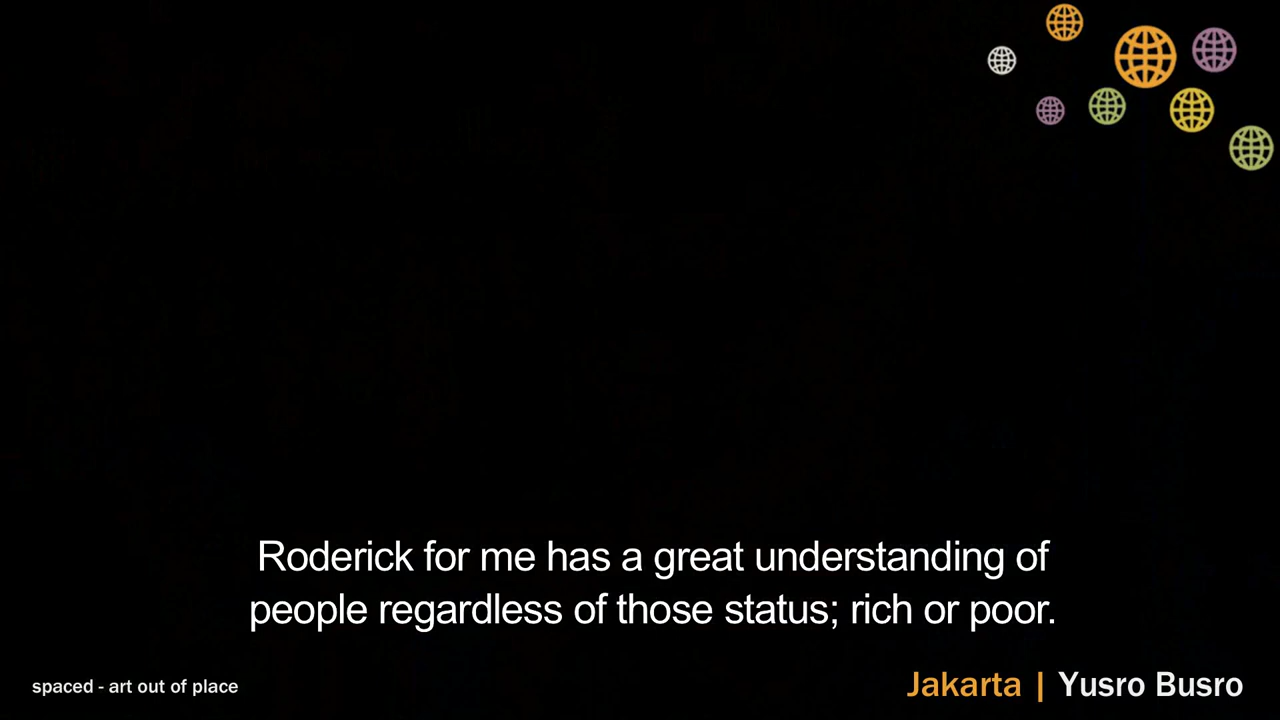 Roderick for me has a great understanding of
people regardless of those status; rich or poor.
spaced - art out of place
Jakarta | Yusro Busro